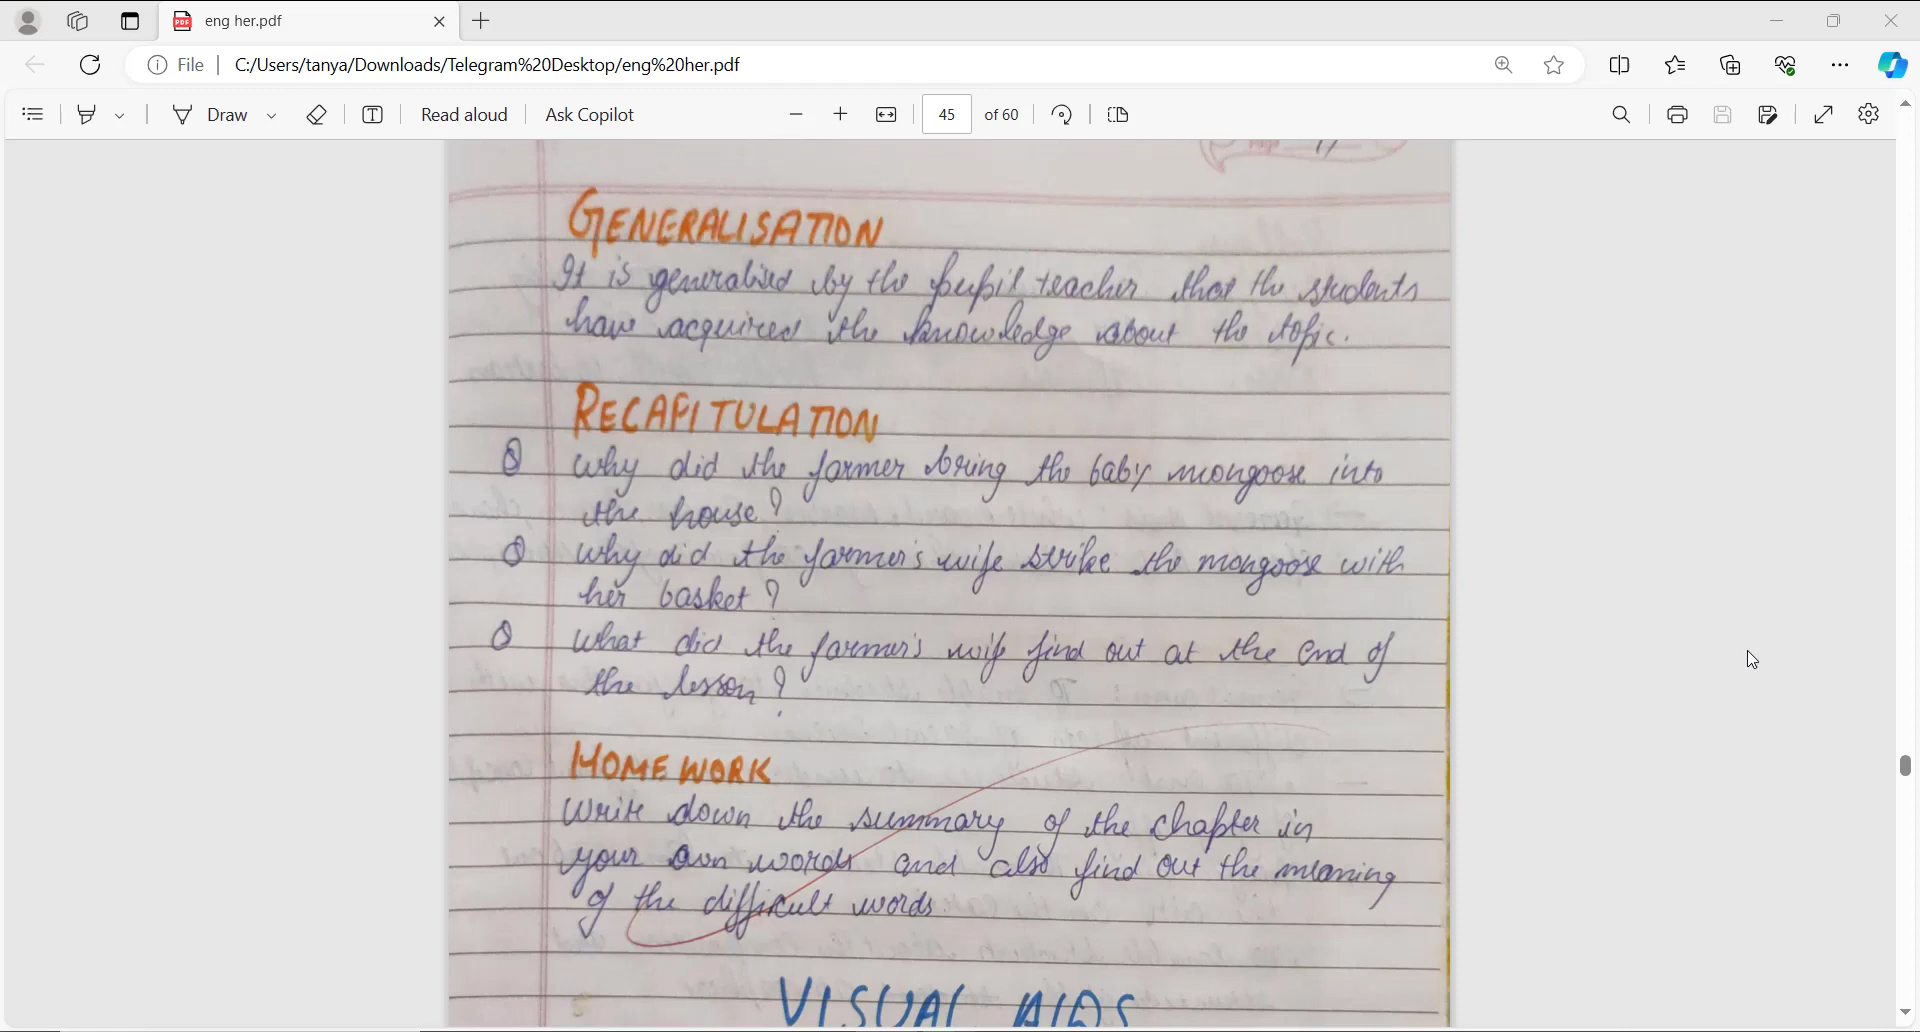 eng her.pdf
File
C:/Users/tanya/Downloads/Telegram%20Desktop/eng%20her.pdf
Draw
Read aloud
Ask Copilot
45 of 60
GENERALISATION
It is generalised by the pupil teacher that the students
have acquired the knowledge about the topic.
RECAPITULATION
Q Why did the farmer bring the baby mongoose into
the house?
Q Why did the farmer's wife strike the mongoose with
her basket?
Q What did the farmer's wife find out at the end of
the lesson?
HOMEWORK
Write down the summary of the chapter in
your own words and also find out the meaning
of the difficult words
VISUAL AIDS